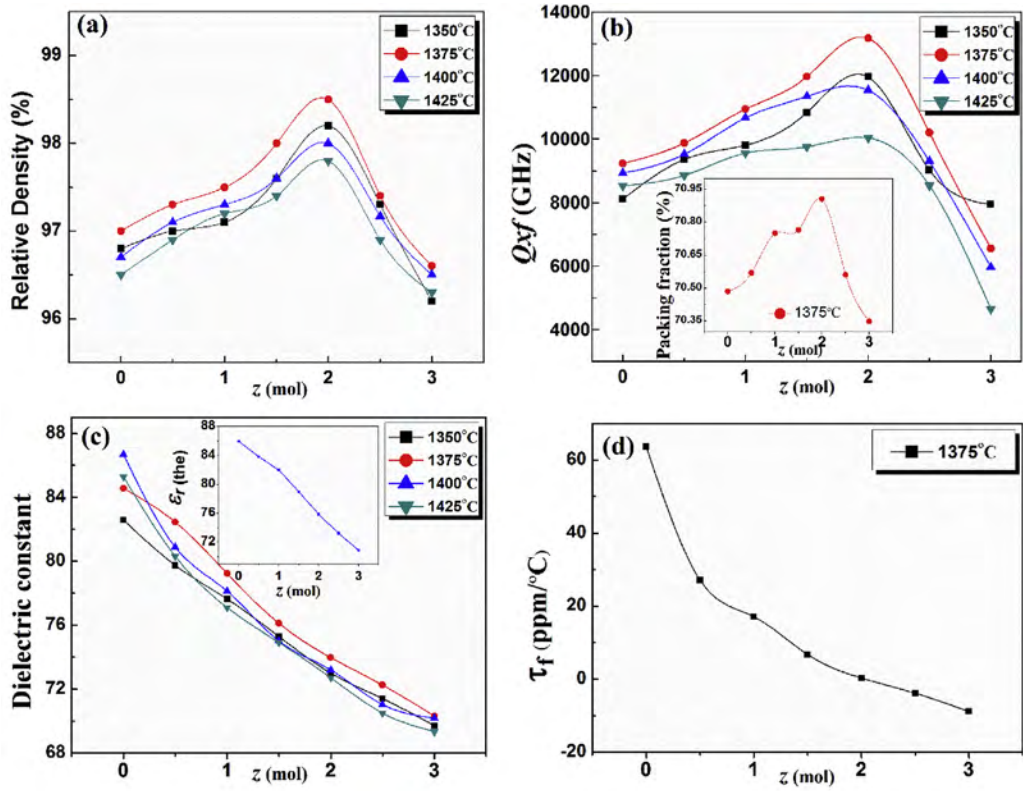 (a)
1350°C
1375°C
1400°C
1425°C
99
98
97
96
Relative Density (%)
0 1 2 3
z (mol)
(b)
1350°C
1375°C
1400°C
1425°C
14000
12000
10000
8000
6000
4000
Qxf (GHz)
70.95
70.80
70.65
70.50
70.35
Packing fraction (%)
1375°C
0 1 2 3
z (mol)
0 1 2 3
z (mol)
(c)
1350°C
1375°C
1400°C
1425°C
88
84
80
76
72
68
Dielectric constant
88
84
80
76
72
εr (the)
0 1 2 3
z (mol)
0 1 2 3
z (mol)
(d)
1375°C
60
40
20
0
-20
τf (ppm/°C)
0 1 2 3
z (mol)